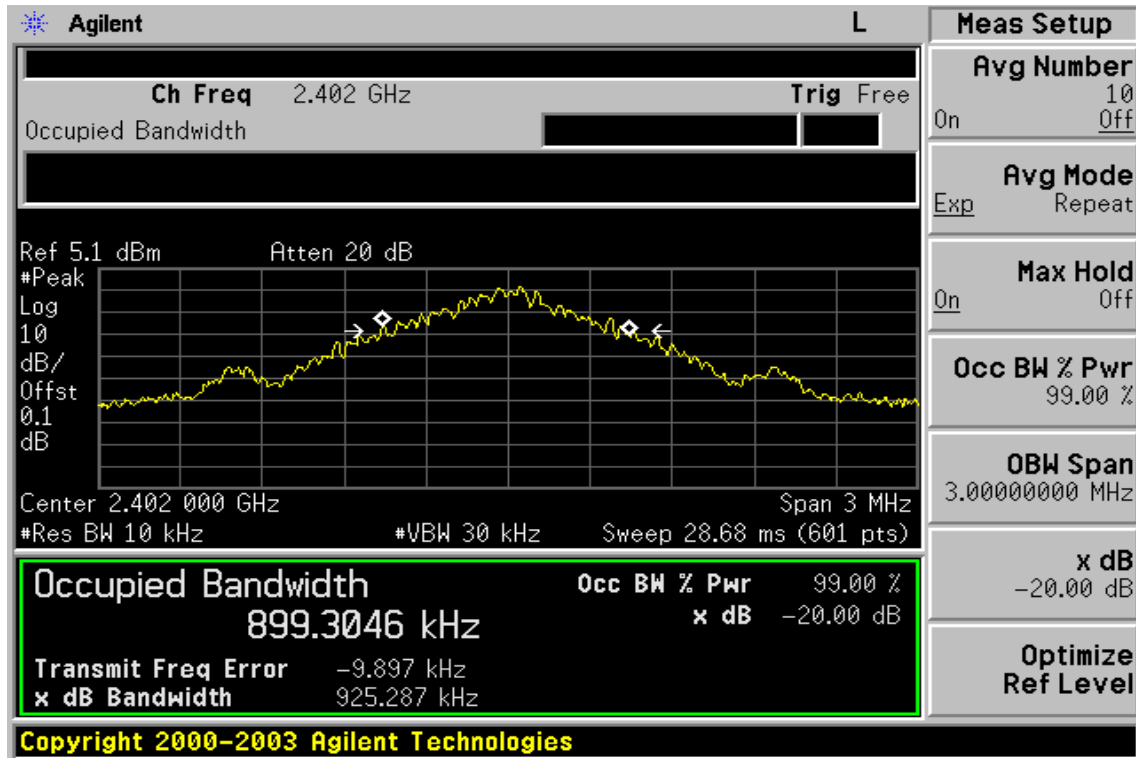 Agilent L Meas Setup
Ch Freq 2.402 GHz Trig Free
Occupied Bandwidth
Ref 5.1 dBm Atten 20 dB
#Peak
Log
10
dB/
Offst
0.1
dB
Center 2.402 000 GHz Span 3 MHz
#Res BW 10 kHz #VBW 30 kHz Sweep 28.68 ms (601 pts)
Occupied Bandwidth Occ BW % Pwr 99.00 %
899.3046 kHz x dB -20.00 dB
Transmit Freq Error -9.897 kHz
x dB Bandwidth 925.287 kHz
Avg Number
10
On Off
Avg Mode
Exp Repeat
Max Hold
On Off
Occ BW % Pwr
99.00 %
OBW Span
3.00000000 MHz
x dB
-20.00 dB
Optimize
Ref Level
Copyright 2000-2003 Agilent Technologies